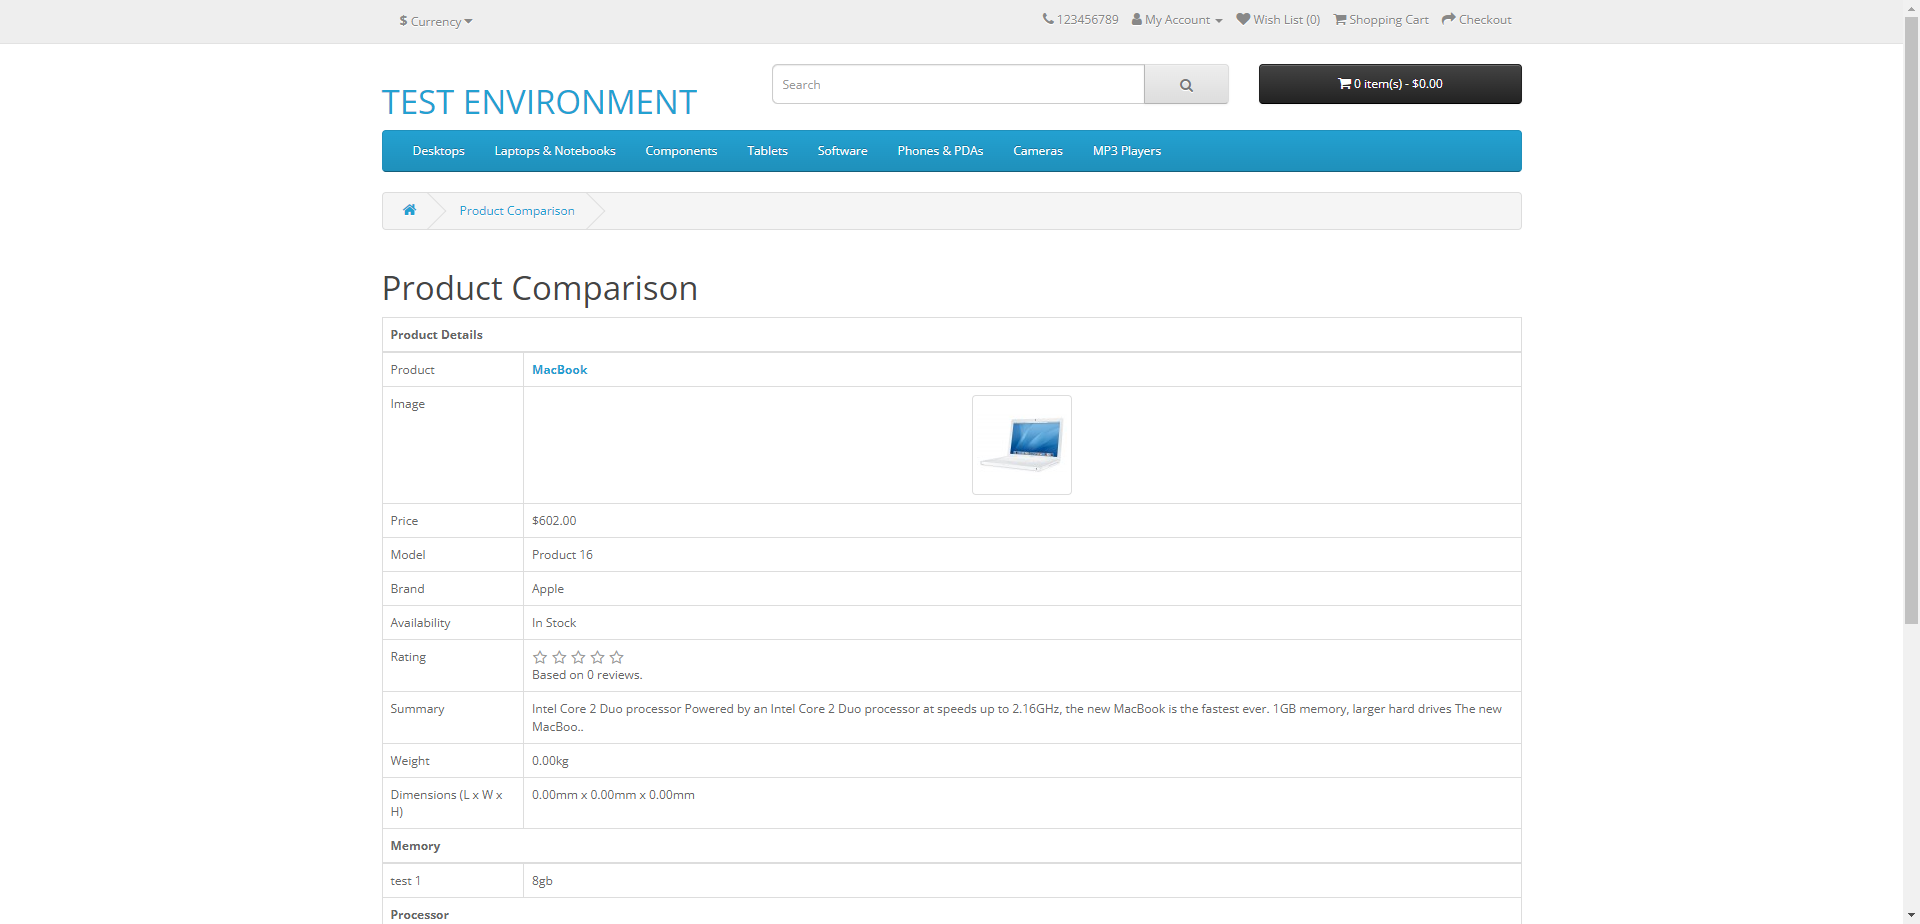 $ Currency
123456789 My Account Wish List (0) Shopping Cart Checkout
TEST ENVIRONMENT
Search
0 item(s) - $0.00
Desktops Laptops & Notebooks Components Tablets Software Phones & PDAs Cameras MP3 Players
Product Comparison
Product Comparison
Product Details
Product MacBook
Image
Price $602.00
Model Product 16
Brand Apple
Availability In Stock
Rating
Based on 0 reviews.
Summary Intel Core 2 Duo processor Powered by an Intel Core 2 Duo processor at speeds up to 2.16GHz, the new MacBook is the fastest ever. 1GB memory, larger hard drives The new
MacBoo..
Weight 0.00kg
Dimensions (L x W x 0.00mm x 0.00mm x 0.00mm
H)
Memory
test 1 8gb
Processor